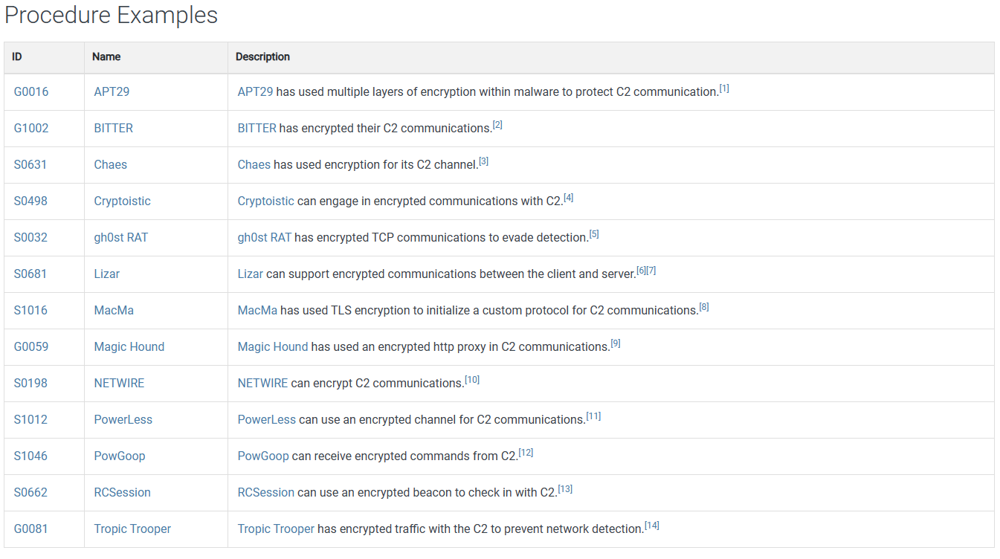 Procedure Examples
ID Name Description
G0016 APT29 APT29 has used multiple layers of encryption within malware to protect C2 communication.[1]
G1002 BITTER BITTER has encrypted their C2 communications.[2]
S0631 Chaes Chaes has used encryption for its C2 channel.[3]
S0498 Cryptoistic Cryptoistic can engage in encrypted communications with C2.[4]
S0032 gh0st RAT gh0st RAT has encrypted TCP communications to evade detection.[5]
S0681 Lizar Lizar can support encrypted communications between the client and server.[6][7]
S1016 MacMa MacMa has used TLS encryption to initialize a custom protocol for C2 communications.[8]
G0059 Magic Hound Magic Hound has used an encrypted http proxy in C2 communications.[9]
S0198 NETWIRE NETWIRE can encrypt C2 communications.[10]
S1012 PowerLess PowerLess can use an encrypted channel for C2 communications.[11]
S1046 PowGoop PowGoop can receive encrypted commands from C2.[12]
S0662 RCSession RCSession can use an encrypted beacon to check in with C2.[13]
G0081 Tropic Trooper Tropic Trooper has encrypted traffic with the C2 to prevent network detection.[14]